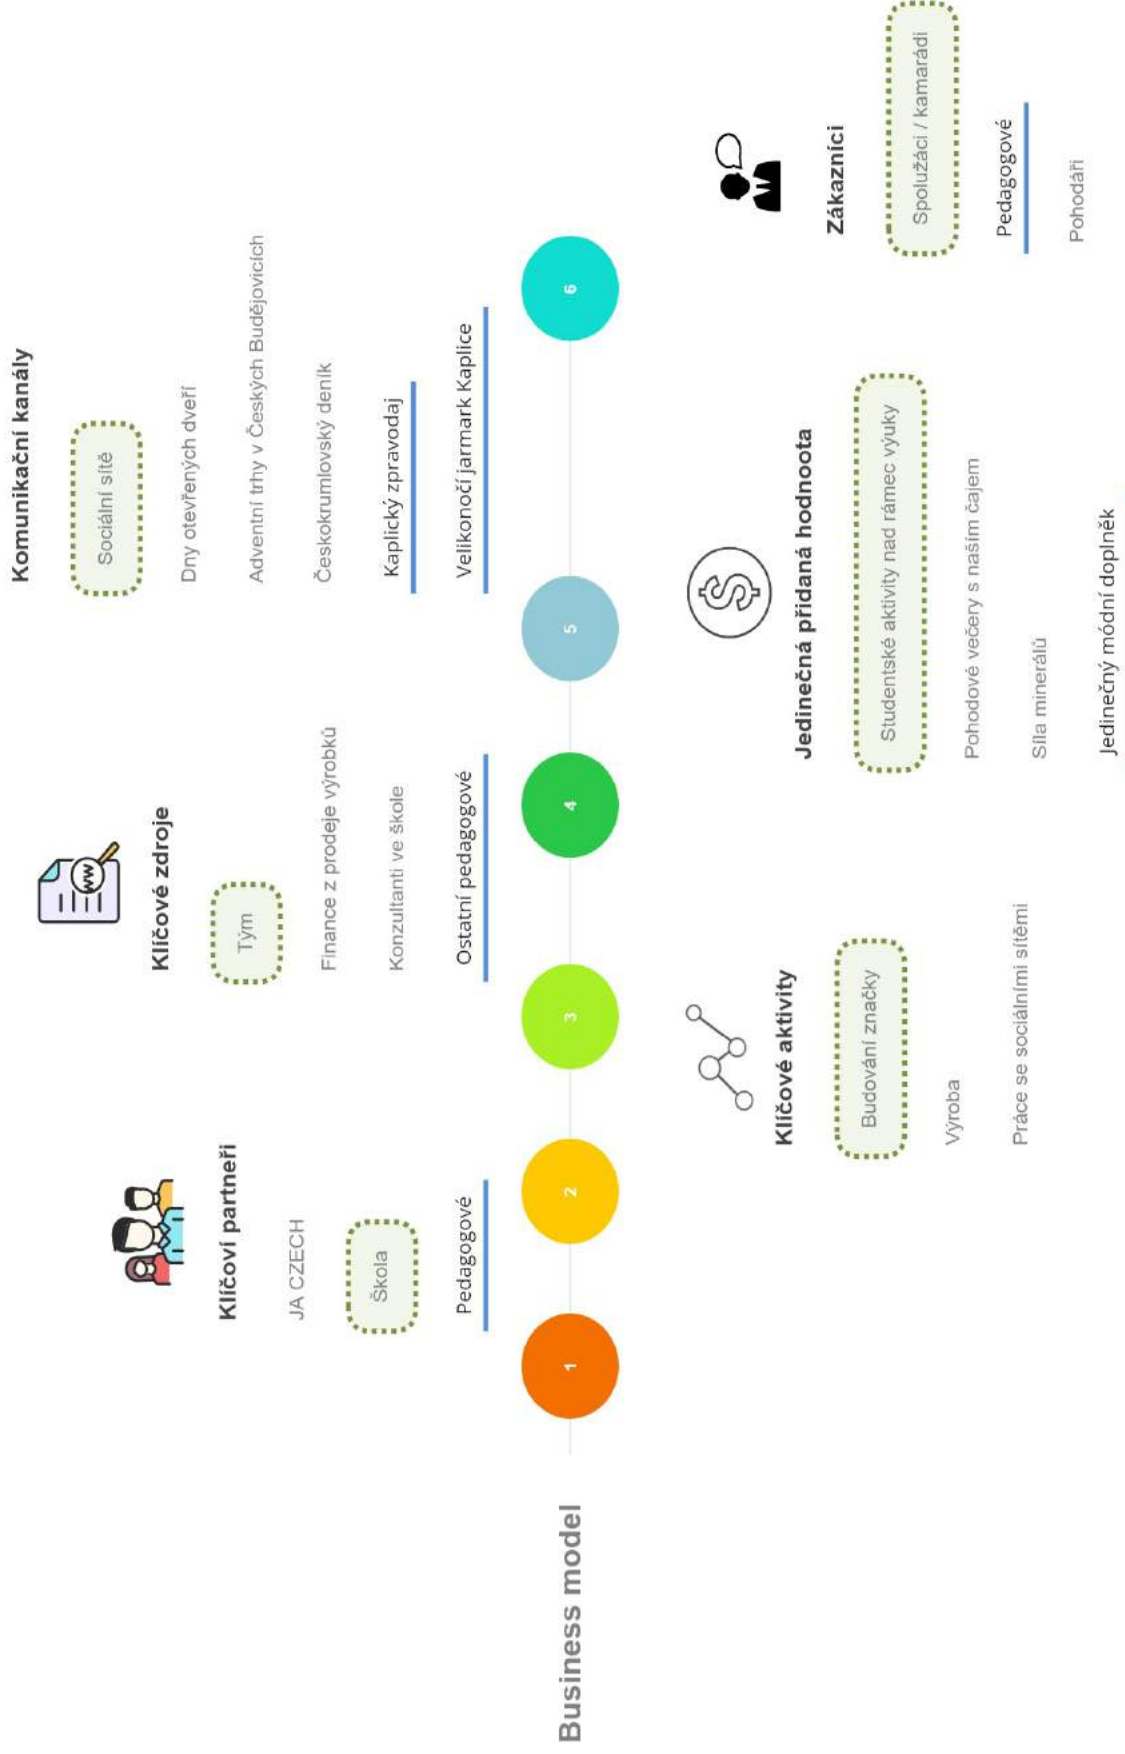 Business model
1
Klíčoví partneři
JA CZECH
Škola
Pedagogové
2
Klíčové aktivity
Budování značky
Výroba
Práce se sociálními sítěmi
3
Klíčové zdroje
Tým
Finance z prodeje výrobků
Konzultanti ve škole
Ostatní pedagogové
4
Jedinečná přidaná hodnoota
Studentské aktivity nad rámec výuky
Pohodové večery s naším čajem
Síla minerálů
Jedinečný módní doplněk
5
Komunikační kanály
Sociální sítě
Dny otevřených dveří
Adventní trhy v Českých Budějovicích
Českokrumlovský deník
Kaplický zpravodaj
Velikonočí jarmark Kaplice
6
Zákazníci
Spolužáci / kamarádi
Pedagogové
Pohodáři